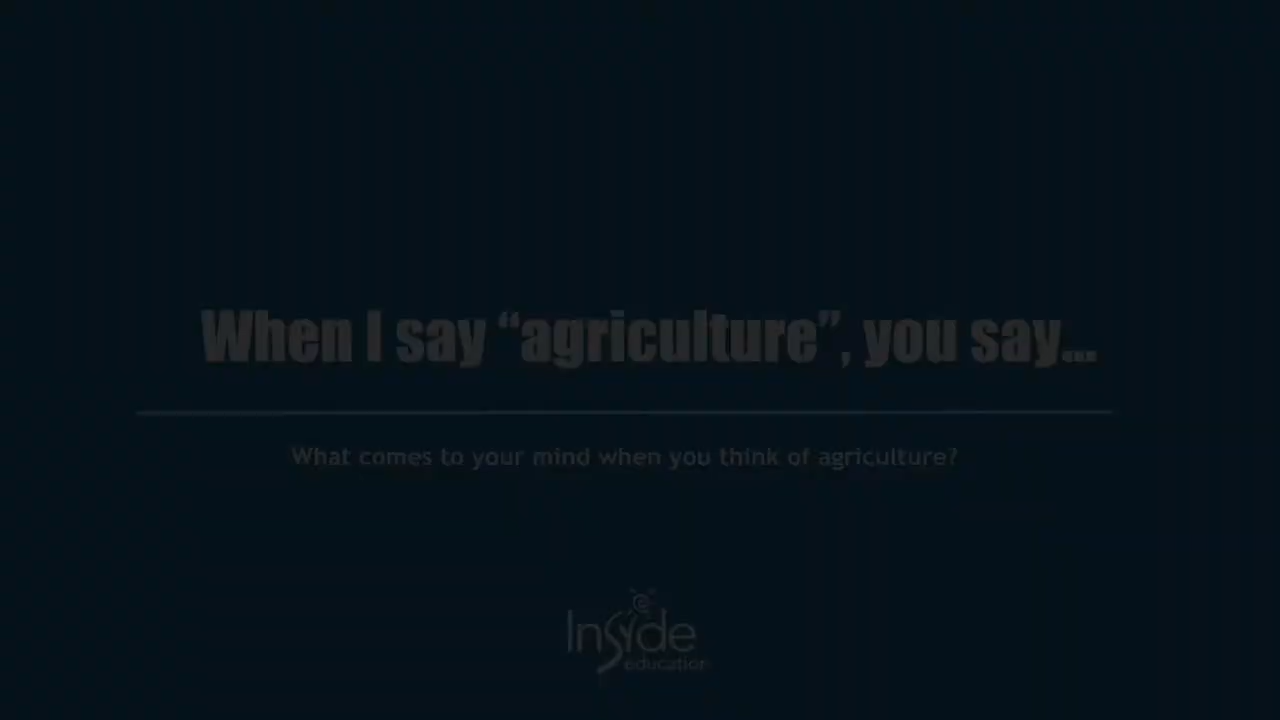 When I say “agriculture”, you say...
What comes to your mind when you think of agriculture?
Inside
education